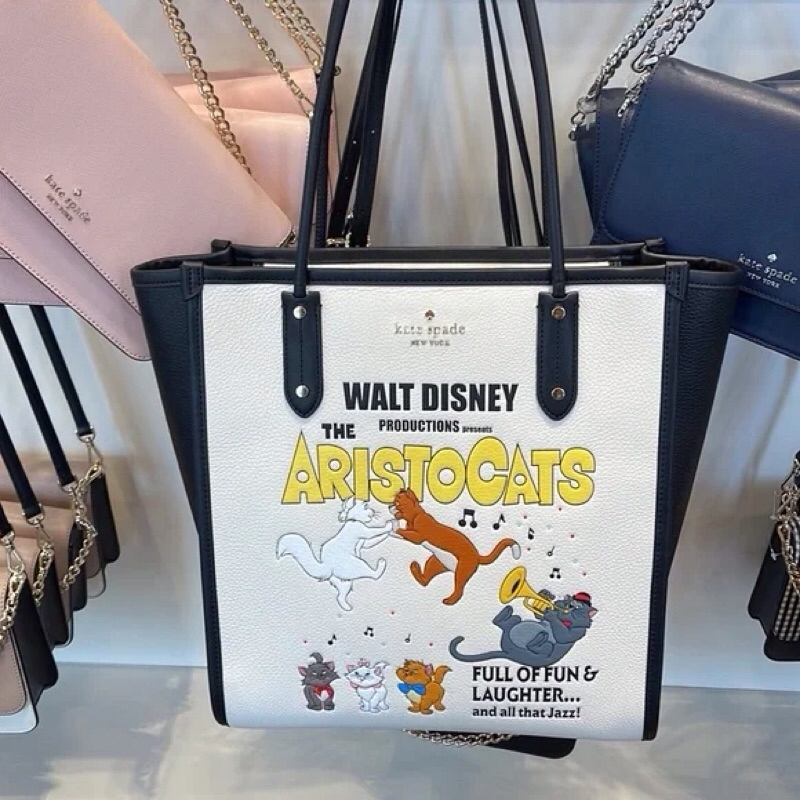 kate spade
NEW YORK
kate spade
NEW YORK
kate spade
NEW YORK
WALT DISNEY
PRODUCTIONS presents
THE
ARISTOCATS
FULL OF FUN &
LAUGHTER...
and all that Jazz!